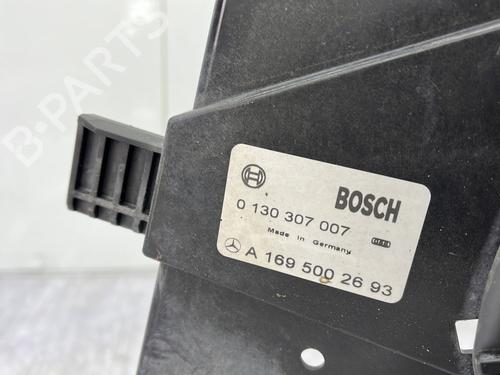 B-PARTS
BOSCH
0 130 307 007
Made in Germany
A 169 500 26 93